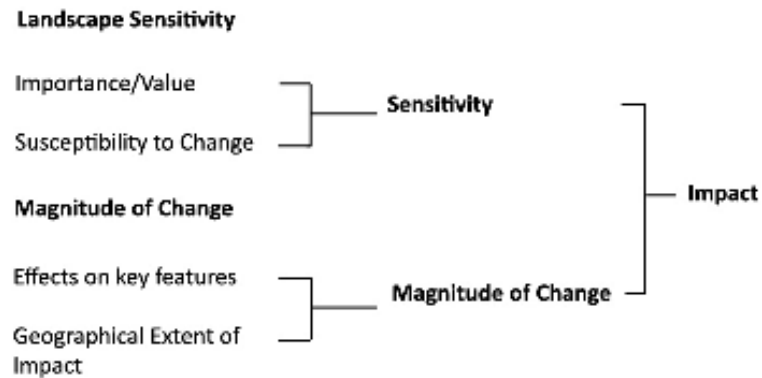 Landscape Sensitivity
Importance/Value
Sensitivity
Susceptibility to Change
Magnitude of Change
Impact
Effects on key features
Magnitude of Change
Geographical Extent of
Impact